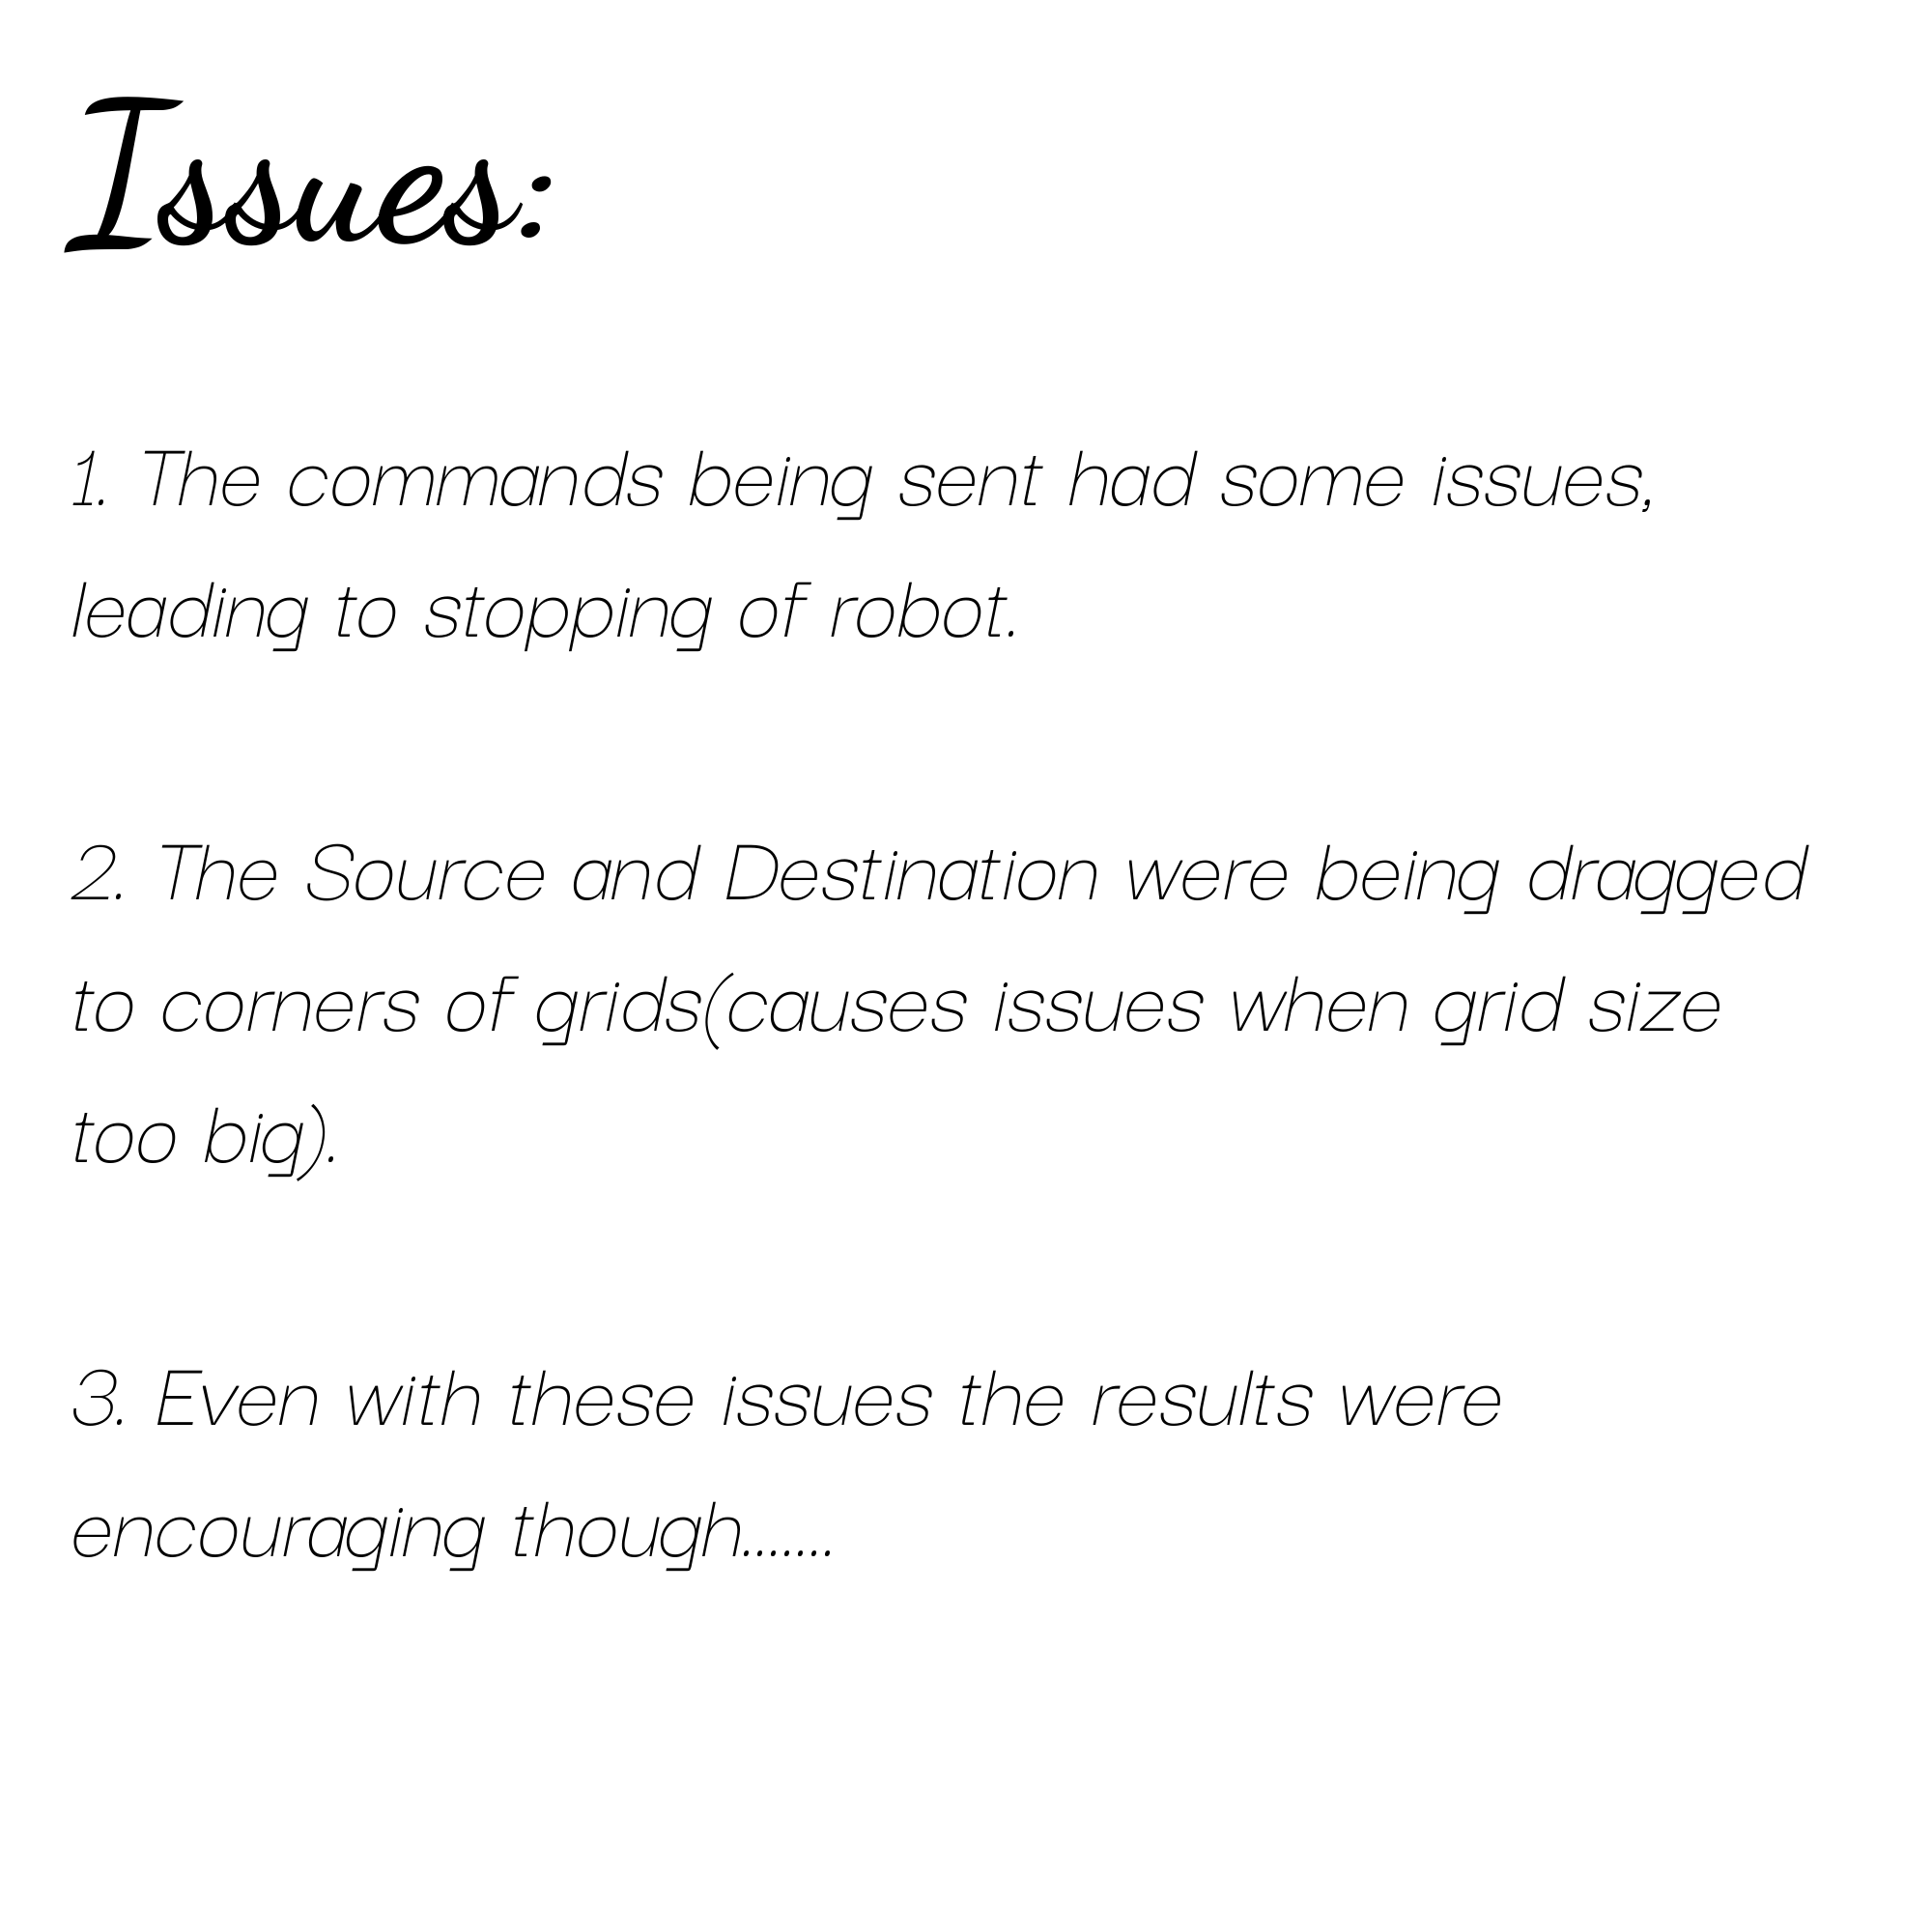 Issues:
1. The commands being sent had some issues,
leading to stopping of robot.
2. The Source and Destination were being dragged
to corners of grids(causes issues when grid size
too big).
3. Even with these issues the results were
encouraging though.......